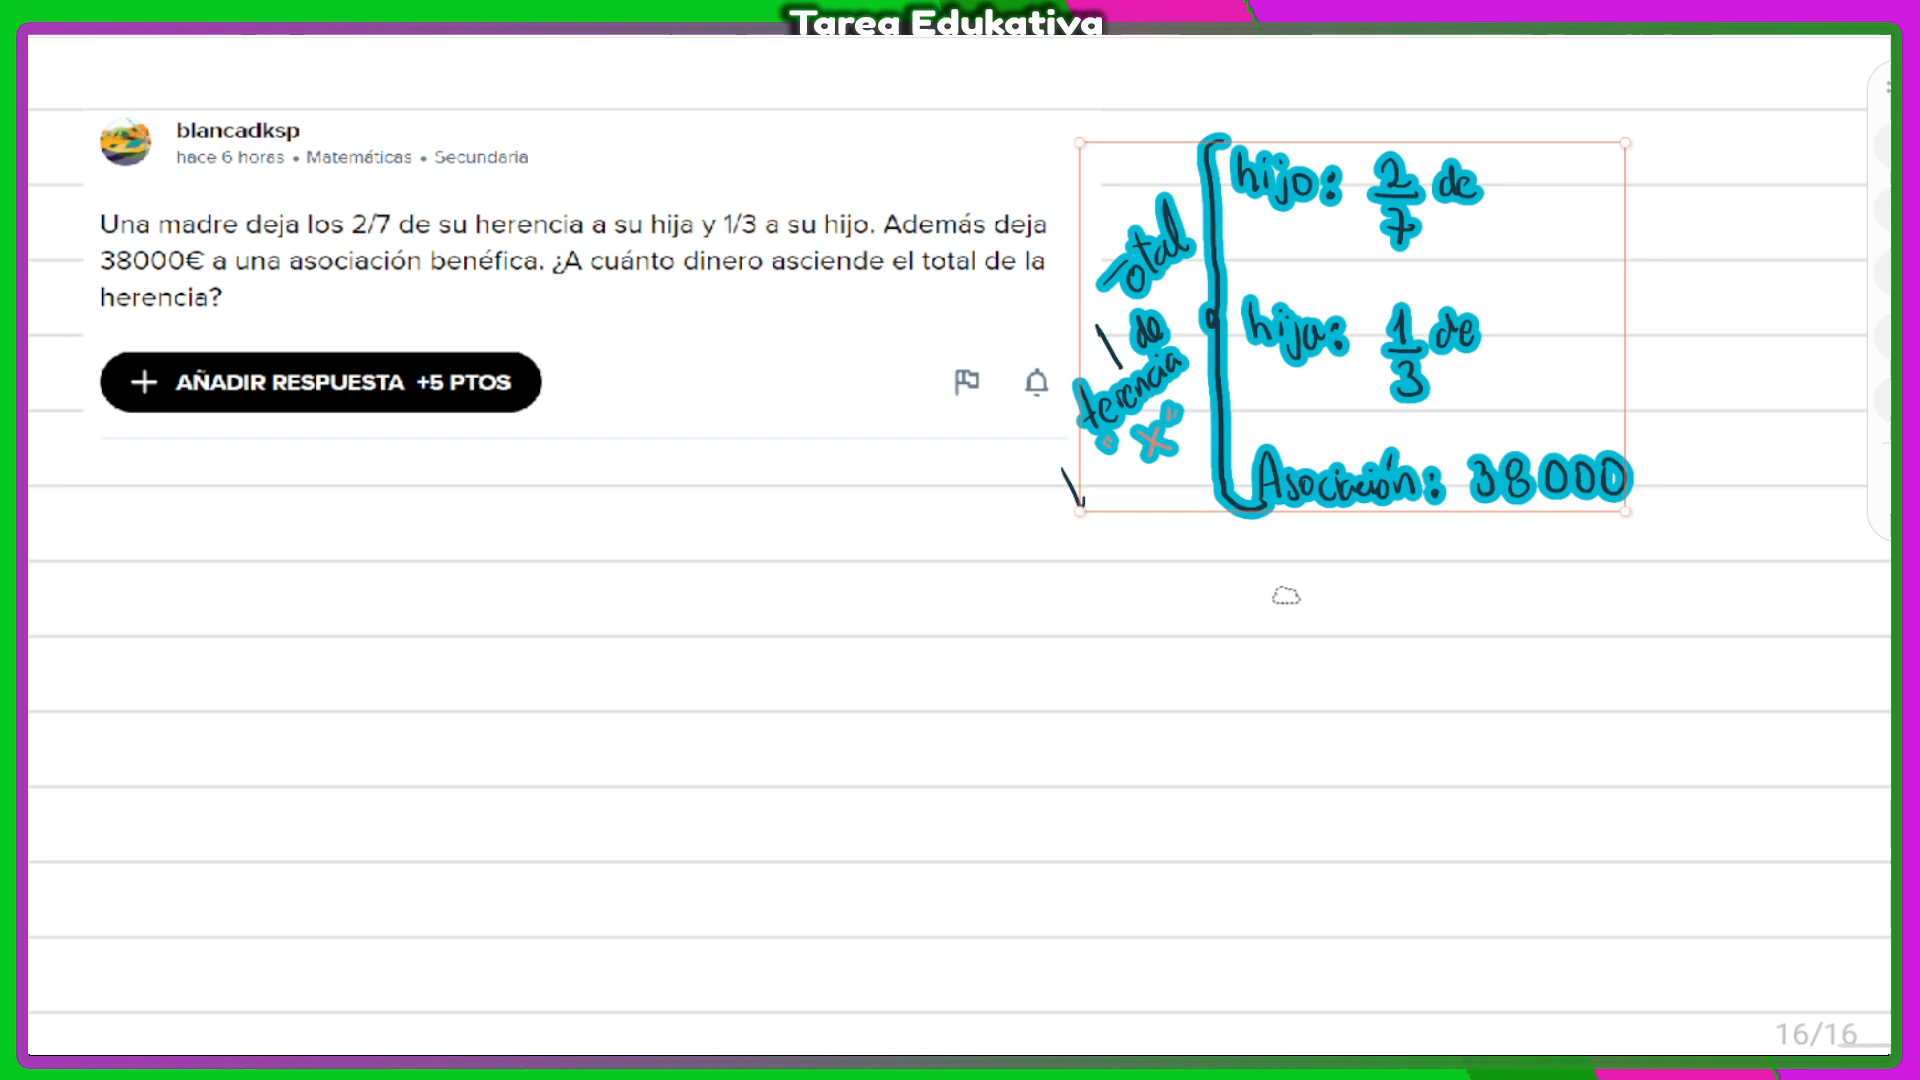 Tarea Edukativa
blancadksp
hace 6 horas • Matemáticas • Secundaria
Una madre deja los 2/7 de su herencia a su hija y 1/3 a su hijo. Además deja
38000€ a una asociación benéfica. ¿A cuánto dinero asciende el total de la
herencia?
+ AÑADIR RESPUESTA +5 PTOS
Total
de
herencia
"x"
hijo: 2/7 de
hija: 1/3 de
Asociación: 38000
16/16